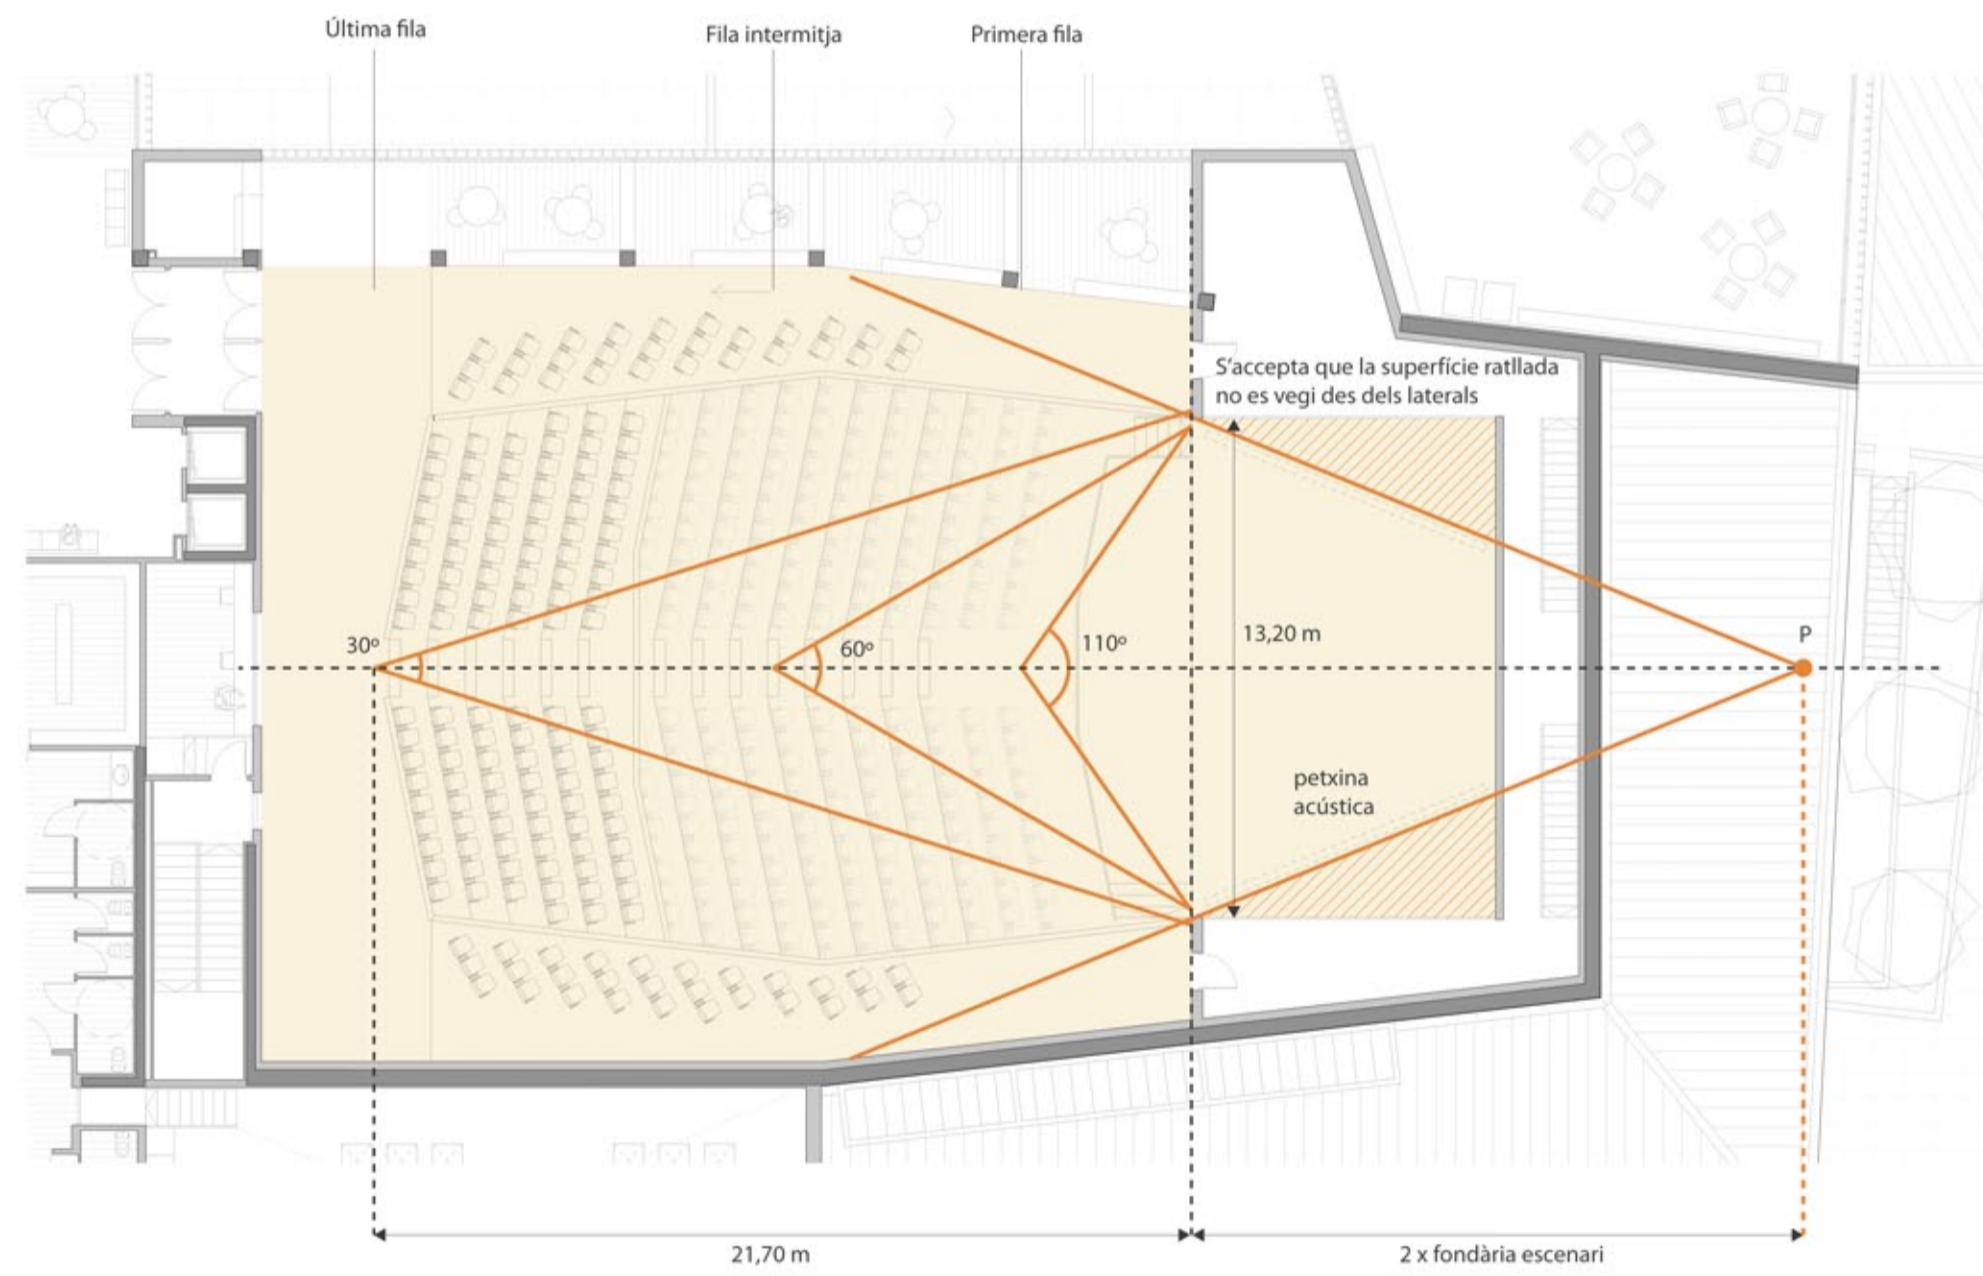 Última fila
Fila intermitja
Primera fila
S'accepta que la superfície ratllada
no es vegi des dels laterals
30º
60º
110º
13,20 m
P
petxina
acústica
21,70 m
2 x fondària escenari